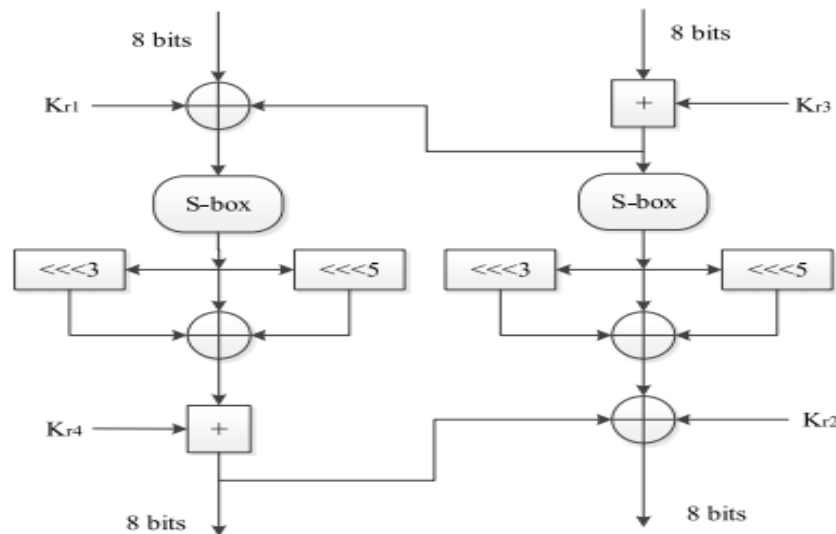 8 bits
8 bits
Kr1
+
Kr3
S-box
S-box
<<<3
<<<5
<<<3
<<<5
Kr4
+
Kr2
8 bits
8 bits